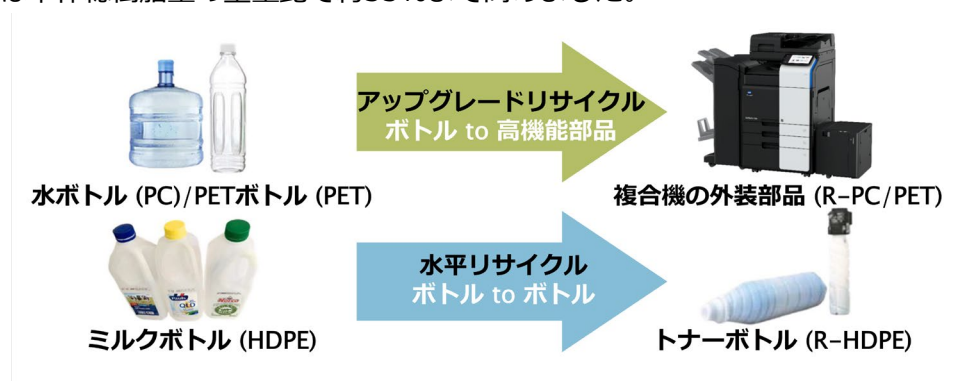 アップグレードリサイクル
ボトル to 高機能部品
水ボトル (PC)/PETボトル (PET)
複合機の外装部品 (R-PC/PET)
水平リサイクル
ボトル to ボトル
ミルクボトル (HDPE)
トナーボトル (R-HDPE)